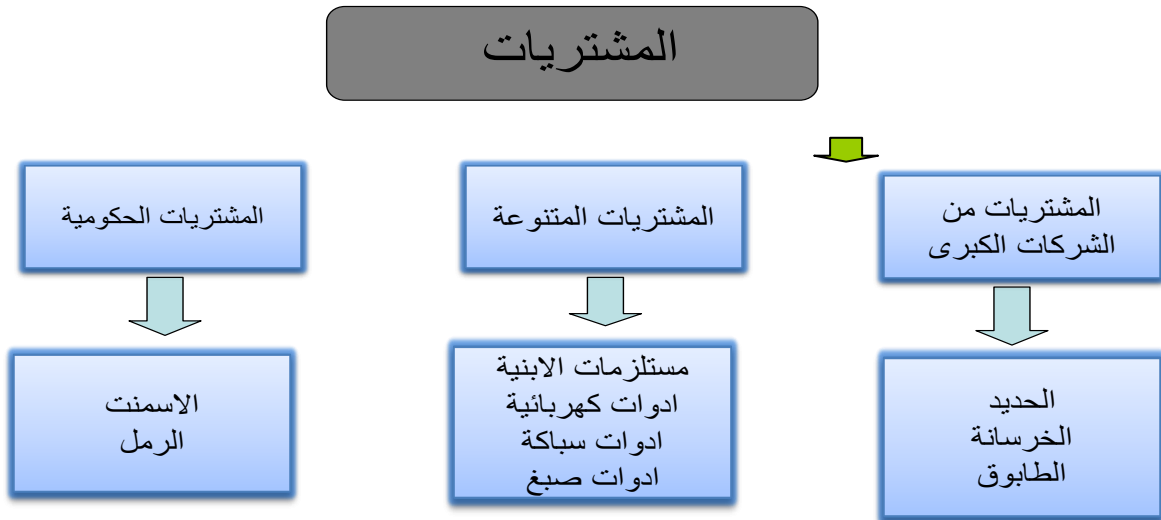 المشتريات
المشتريات من
الشركات الكبرى
المشتريات المتنوعة
المشتريات الحكومية
الحديد
الخرسانة
الطابوق
مستلزمات الابنية
ادوات كهربائية
ادوات سباكة
ادوات صبغ
الاسمنت
الرمل